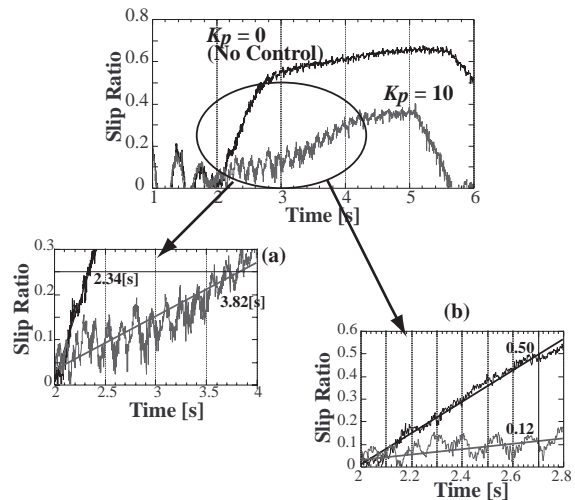 0.8
Kp = 0
(No Control)
0.6
0.4
Kp = 10
0.2
0
Slip Ratio
1 2 3 4 5 6
Time [s]
(a)
0.3
2.34[s]
0.2
3.82[s]
0.1
0
Slip Ratio
2 2.5 3 3.5 4
Time [s]
(b)
0.6
0.50
0.5
0.4
0.3
0.2
0.12
0.1
0
Slip Ratio
2 2.2 2.4 2.6 2.8
Time [s]